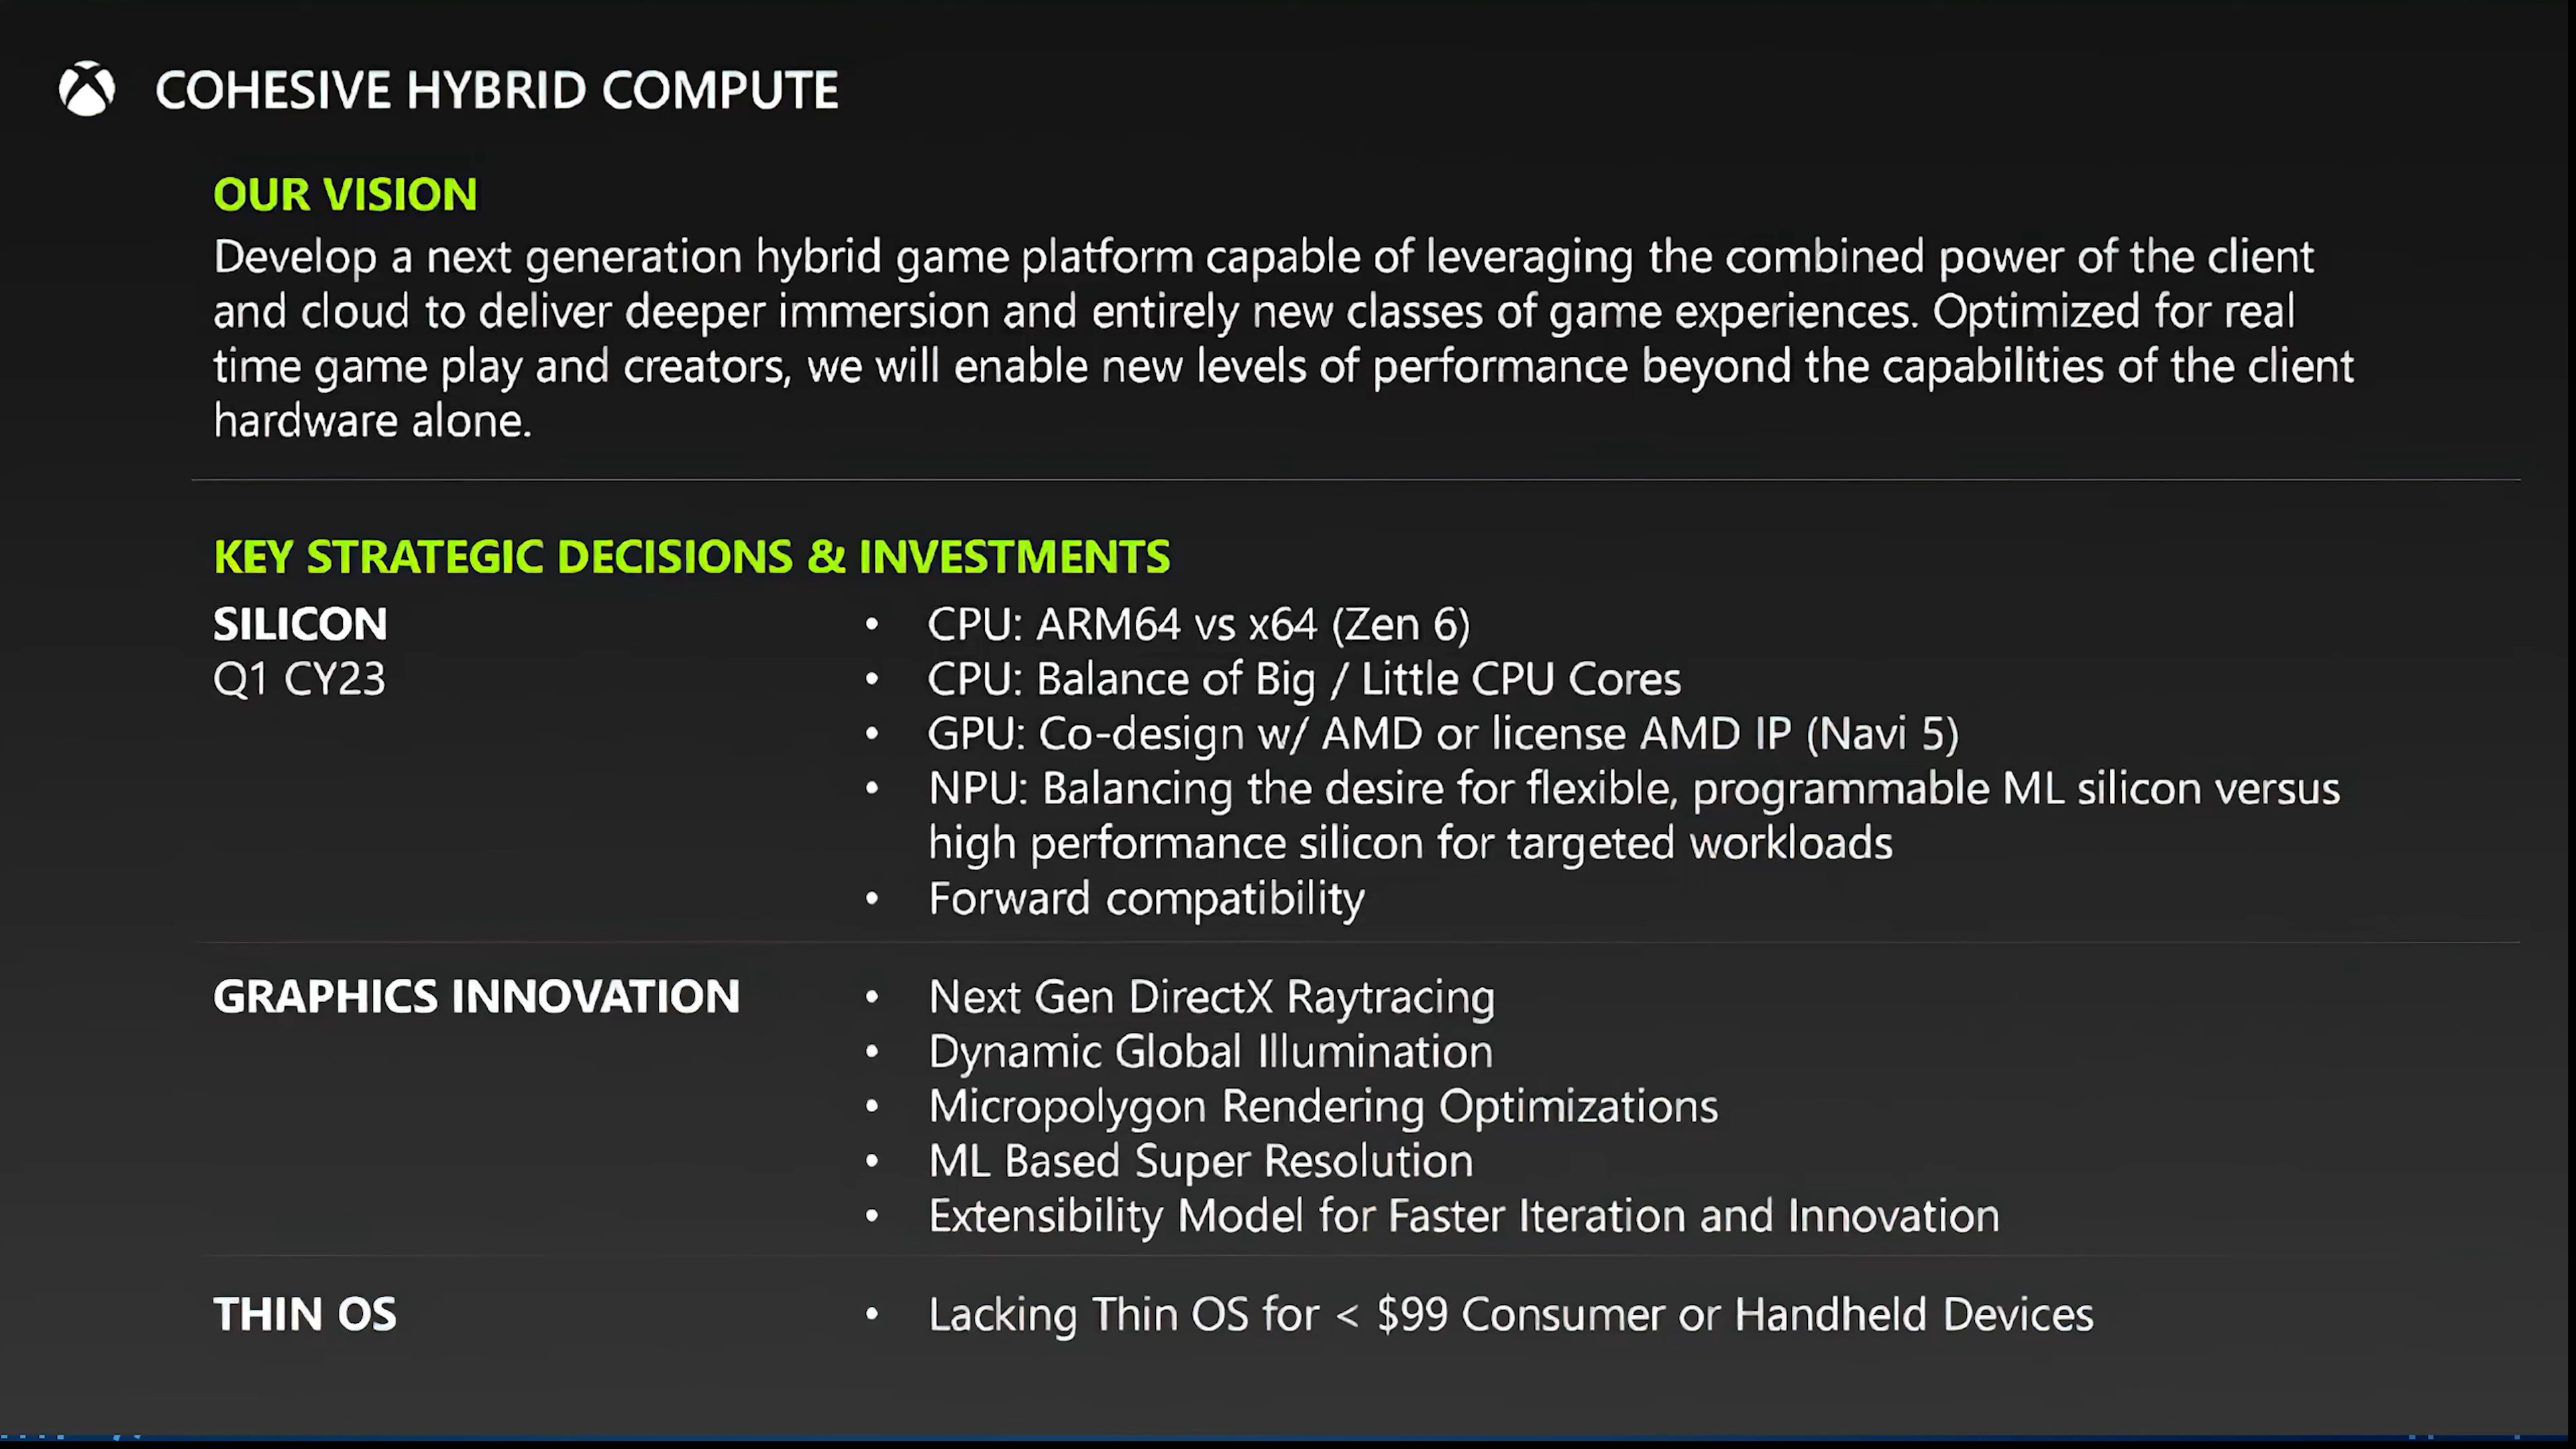 COHESIVE HYBRID COMPUTE
OUR VISION
Develop a next generation hybrid game platform capable of leveraging the combined power of the client
and cloud to deliver deeper immersion and entirely new classes of game experiences. Optimized for real
time game play and creators, we will enable new levels of performance beyond the capabilities of the client
hardware alone.
KEY STRATEGIC DECISIONS & INVESTMENTS
SILICON
Q1 CY23
• CPU: ARM64 vs x64 (Zen 6)
• CPU: Balance of Big / Little CPU Cores
• GPU: Co-design w/ AMD or license AMD IP (Navi 5)
• NPU: Balancing the desire for flexible, programmable ML silicon versus
high performance silicon for targeted workloads
• Forward compatibility
GRAPHICS INNOVATION
• Next Gen DirectX Raytracing
• Dynamic Global Illumination
• Micropolygon Rendering Optimizations
• ML Based Super Resolution
• Extensibility Model for Faster Iteration and Innovation
THIN OS
• Lacking Thin OS for < $99 Consumer or Handheld Devices